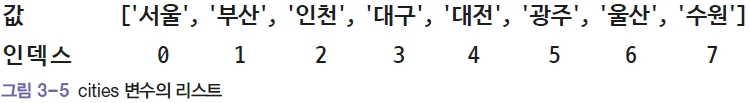 값 ['서울', '부산', '인천', '대구', '대전', '광주', '울산', '수원']
인덱스 0 1 2 3 4 5 6 7
그림 3-5 cities 변수의 리스트